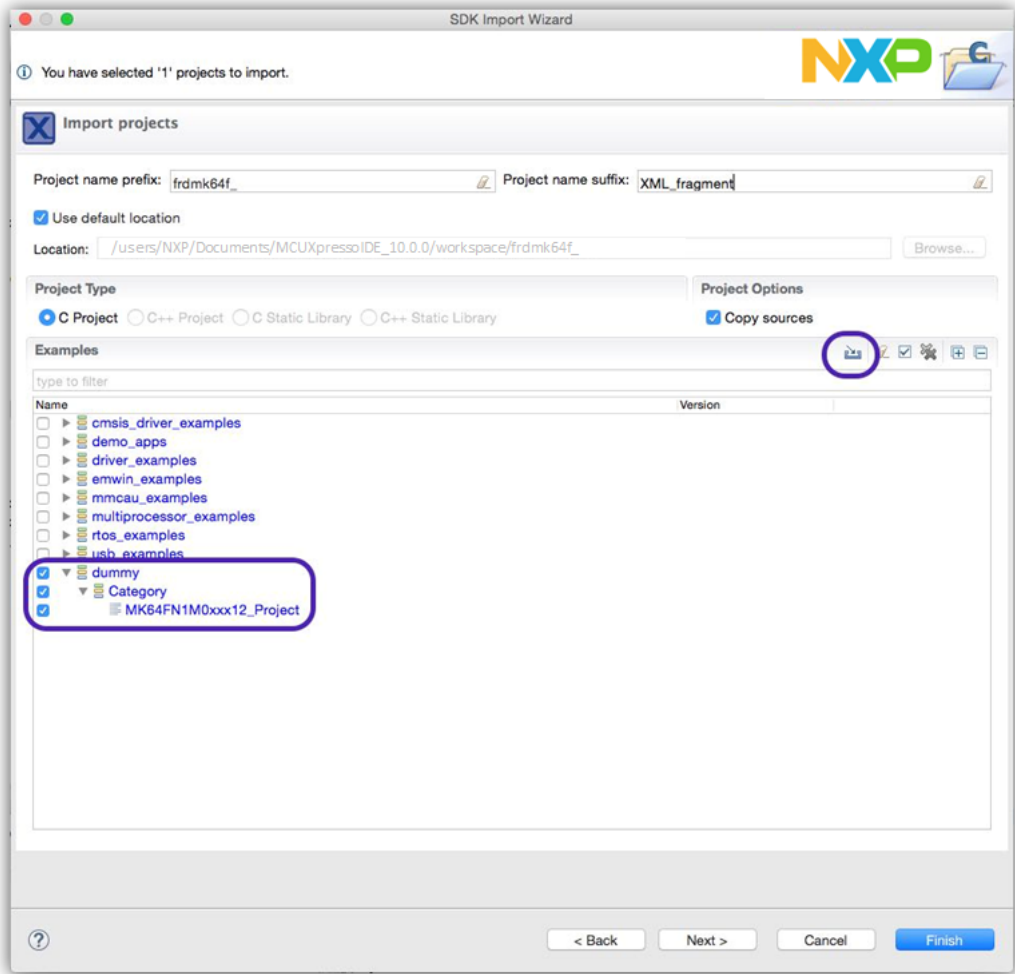 SDK Import Wizard
You have selected '1' projects to import.
NXP
C
X
Import projects
Project name prefix: frdmk64f_ Project name suffix: XML_fragment
Use default location
Location: /users/NXP/Documents/MCUXpressoIDE_10.0.0/workspace/frdmk64f_ Browse...
Project Type Project Options
C Project C++ Project C Static Library C++ Static Library Copy sources
Examples
type to filter
Name Version
cmsis_driver_examples
demo_apps
driver_examples
emwin_examples
mmcau_examples
multiprocessor_examples
rtos_examples
usb_examples
dummy
Category
MK64FN1M0xxx12_Project
? < Back Next > Cancel Finish